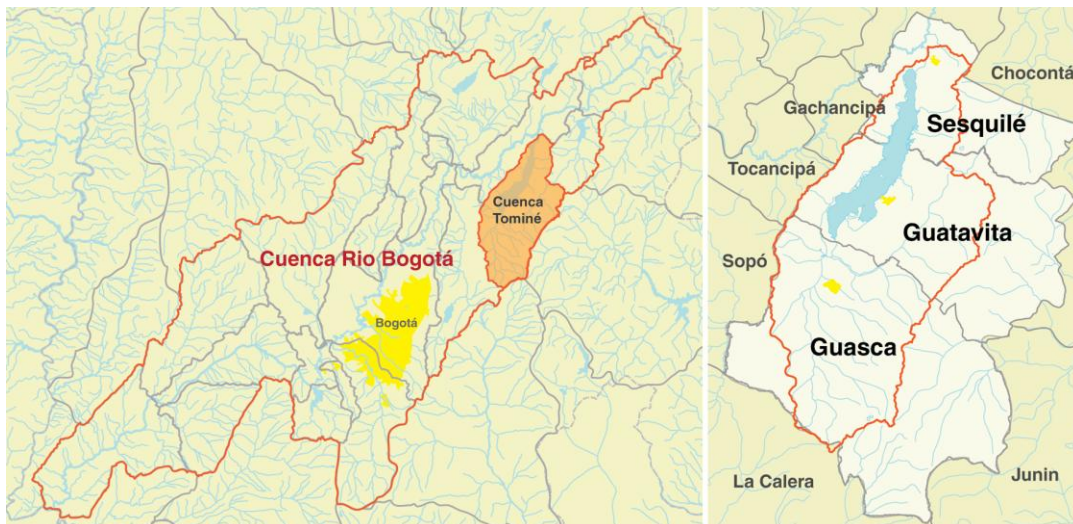 Cuenca
Tominé
Cuenca Rio Bogotá
Bogotá
Chocontá
Gachancipá
Sesquilé
Tocancipá
Guatavita
Sopó
Guasca
La Calera
Junin